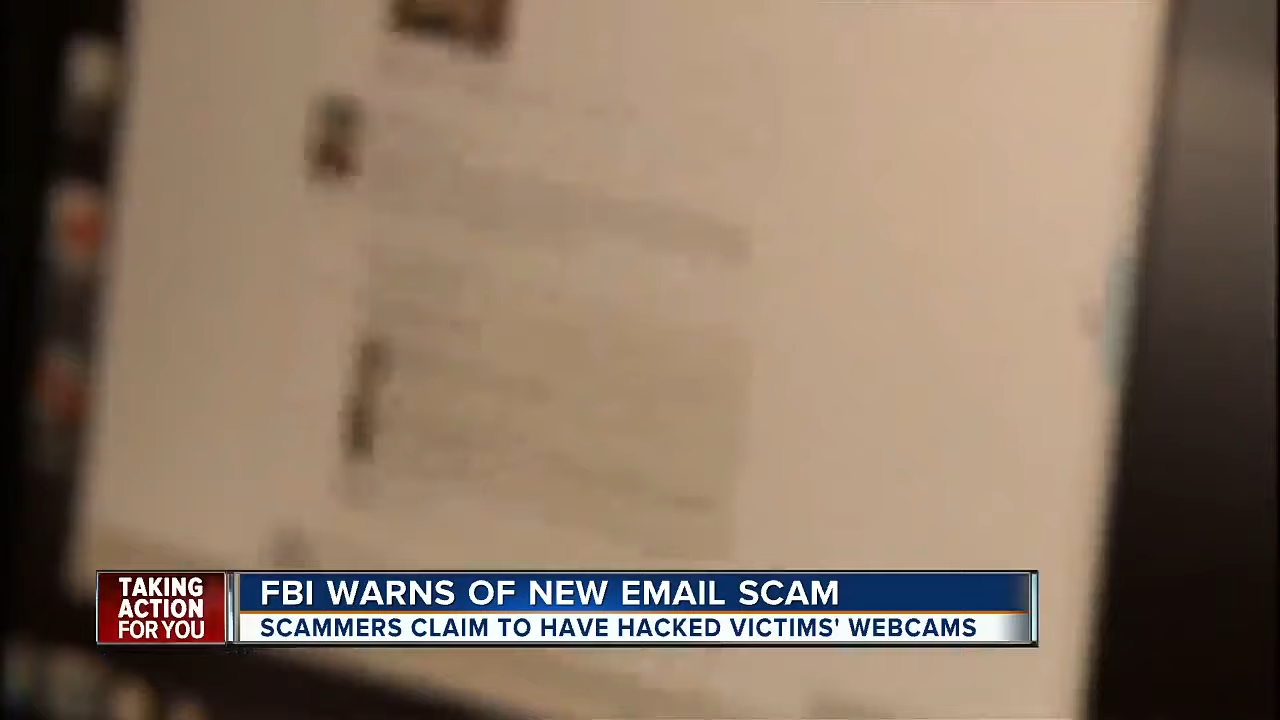 TAKING
ACTION
FOR YOU
FBI WARNS OF NEW EMAIL SCAM
SCAMMERS CLAIM TO HAVE HACKED VICTIMS' WEBCAMS